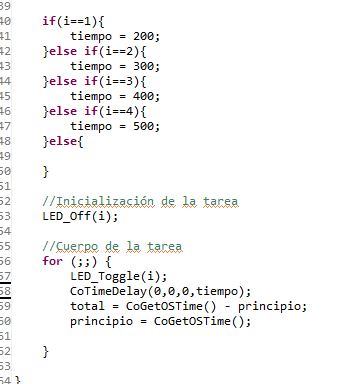 39
40 if(i==1){
41 tiempo = 200;
42 }else if(i==2){
43 tiempo = 300;
44 }else if(i==3){
45 tiempo = 400;
46 }else if(i==4){
47 tiempo = 500;
48 }else{
49
50 }
51
52 //Inicialización de la tarea
53 LED_Off(i);
54
55 //Cuerpo de la tarea
56 for (;;) {
57 LED_Toggle(i);
58 CoTimeDelay(0,0,0,tiempo);
59 total = CoGetOSTime() - principio;
60 principio = CoGetOSTime();
61
62 }
63
64 }